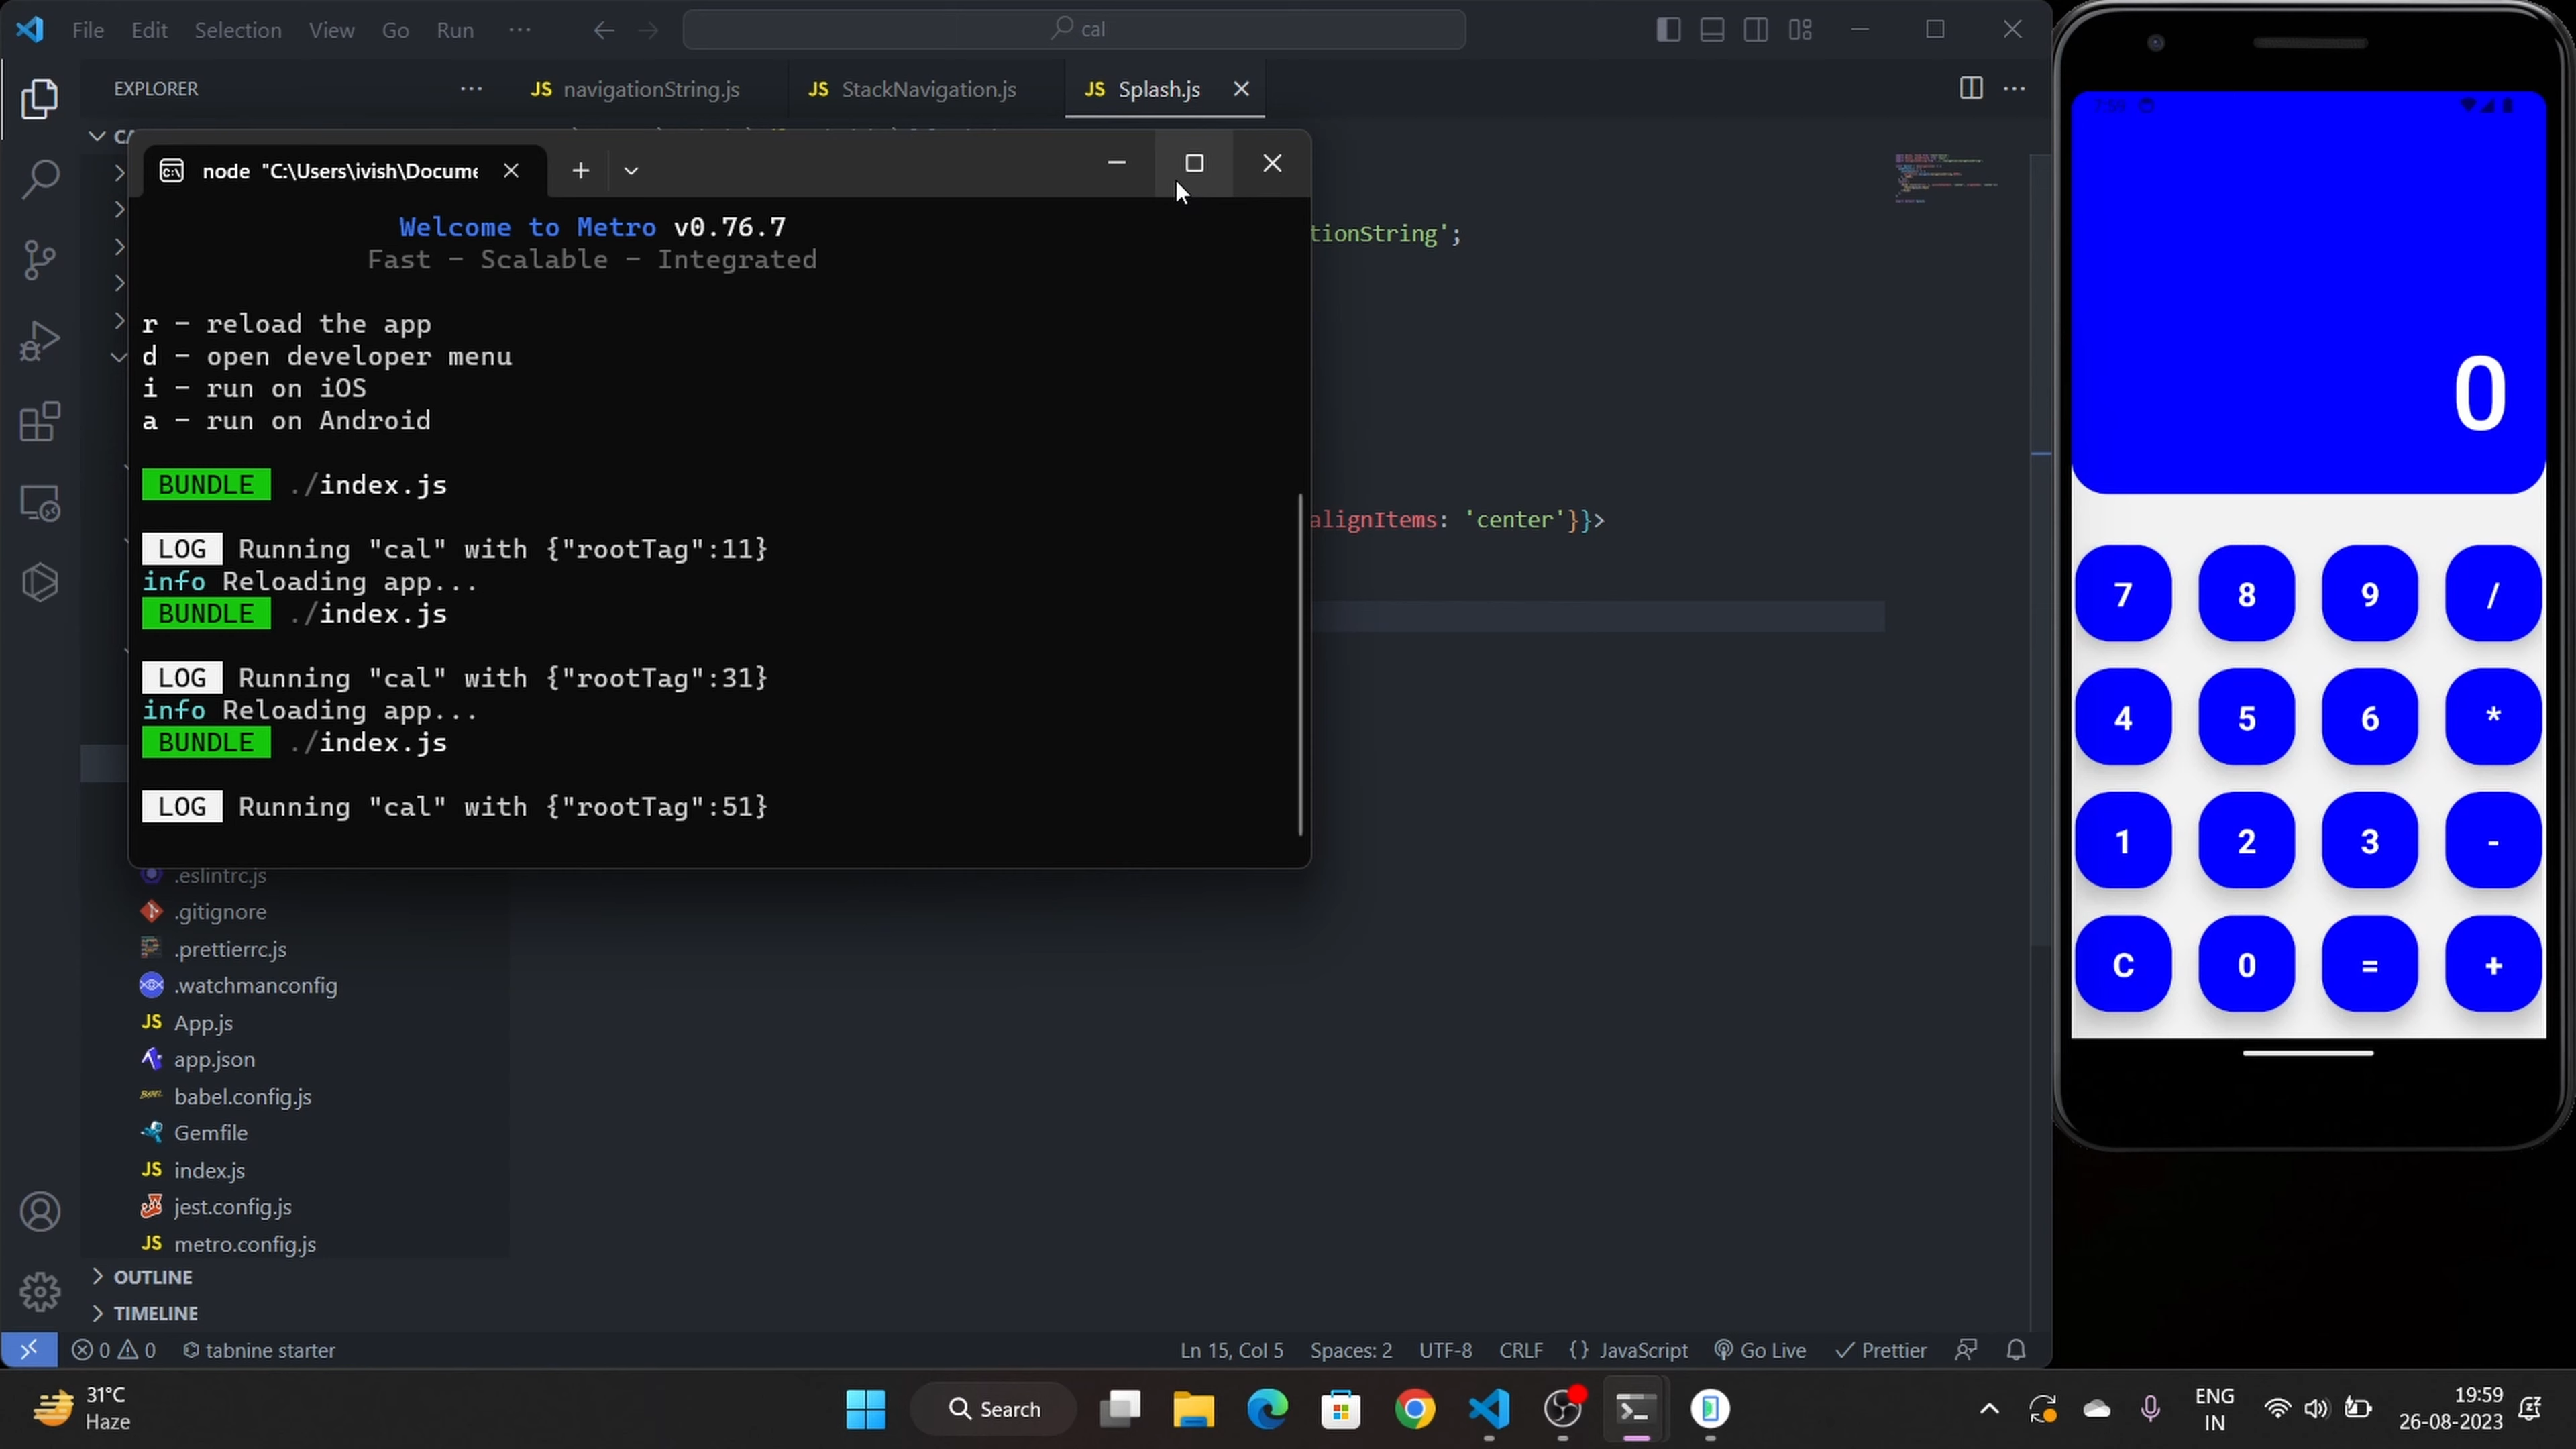 File Edit Selection View Go Run ...
cal
EXPLORER ...
JS navigationString.js
JS StackNavigation.js
JS Splash.js
node "C:\Users\ivish\Docume
Welcome to Metro v0.76.7
Fast - Scalable - Integrated
r - reload the app
d - open developer menu
i - run on iOS
a - run on Android
BUNDLE ./index.js
LOG Running "cal" with {"rootTag":11}
info Reloading app...
BUNDLE ./index.js
LOG Running "cal" with {"rootTag":31}
info Reloading app...
BUNDLE ./index.js
LOG Running "cal" with {"rootTag":51}
tionString';
alignItems: 'center'}}>
.eslintrc.js
.gitignore
.prettierrc.js
.watchmanconfig
JS App.js
app.json
babel.config.js
Gemfile
JS index.js
jest.config.js
JS metro.config.js
OUTLINE
TIMELINE
0 0 tabnine starter
Ln 15, Col 5 Spaces: 2 UTF-8 CRLF {} JavaScript Go Live Prettier
7:59
0
7 8 9 /
4 5 6 *
1 2 3 -
C 0 = +
31°C
Haze
Search
ENG
IN
19:59
26-08-2023